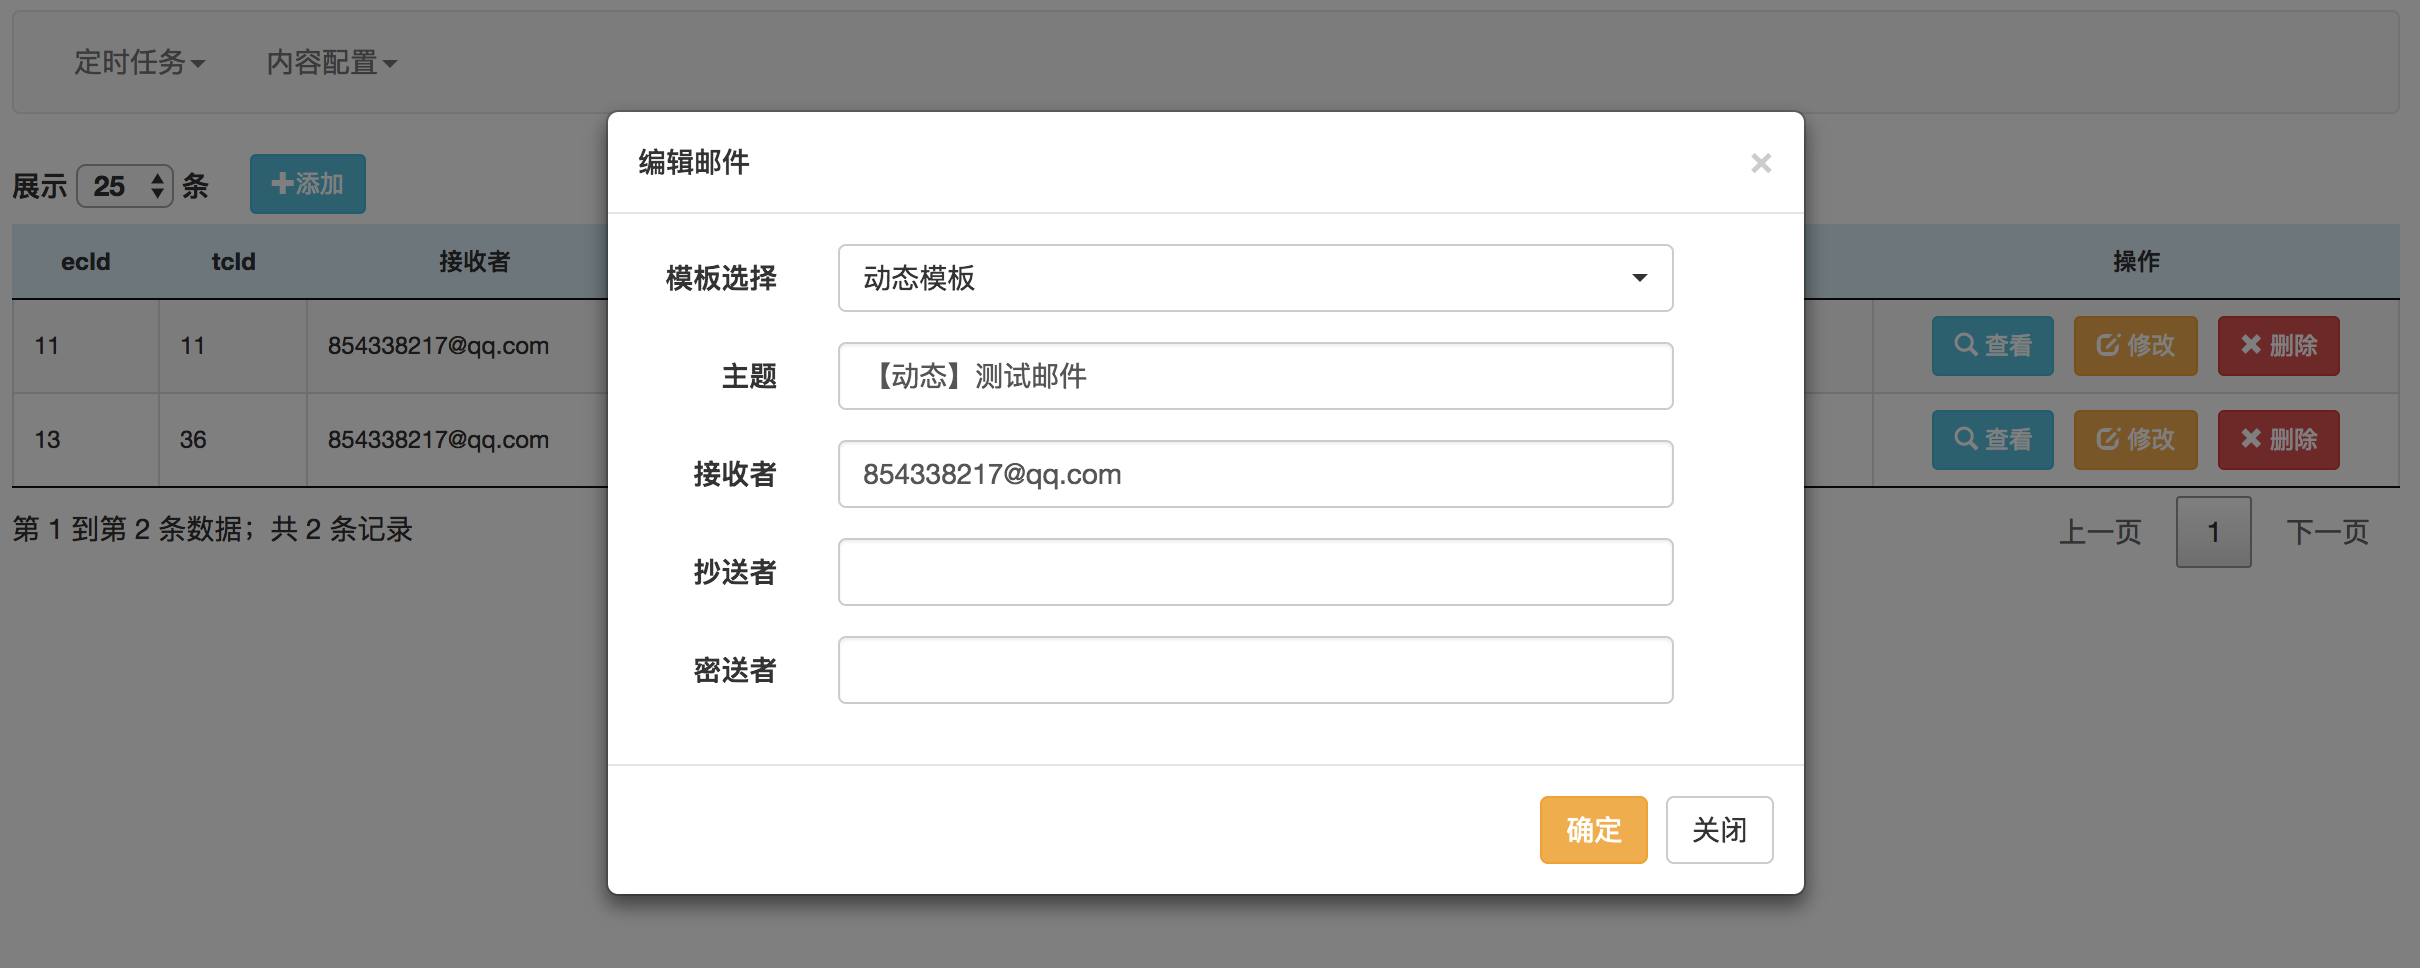 定时任务 内容配置
展示 25 条 添加
ecId tcId 接收者 操作
11 11 854338217@qq.com 查看 修改 删除
13 36 854338217@qq.com 查看 修改 删除
第 1 到第 2 条数据；共 2 条记录 上一页 1 下一页
编辑邮件 ×
模板选择 动态模板
主题 【动态】测试邮件
接收者 854338217@qq.com
抄送者
密送者
确定 关闭